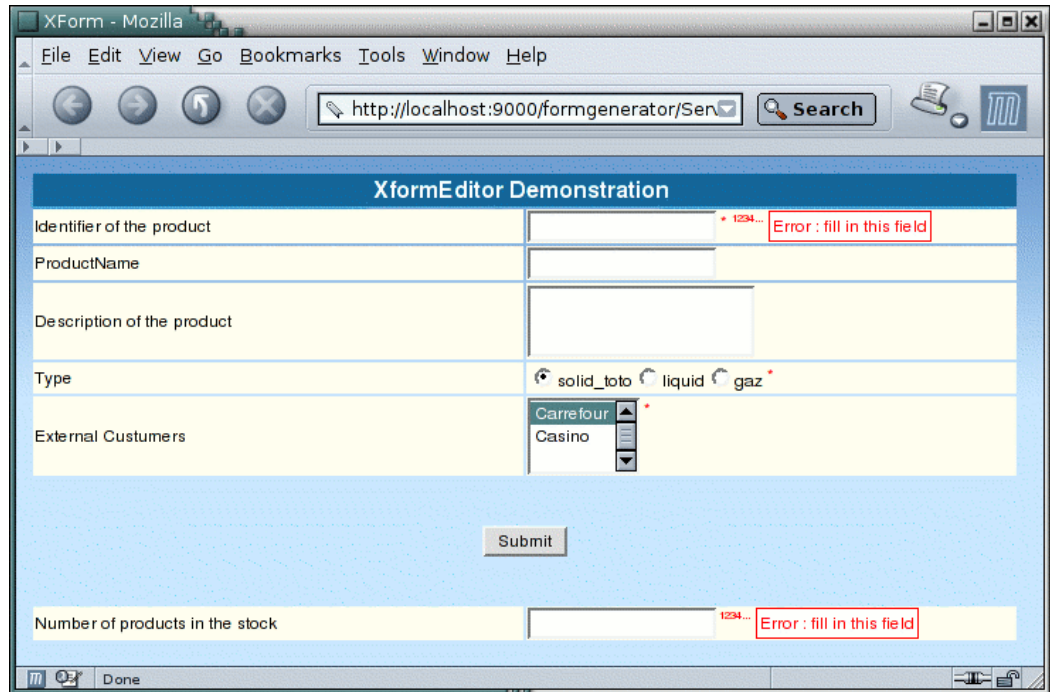 XForm - Mozilla
File Edit View Go Bookmarks Tools Window Help
http://localhost:9000/formgenerator/Serv Search
XformEditor Demonstration
Identifier of the product * 1234... Error : fill in this field
ProductName
Description of the product
Type solid_toto liquid gaz *
External Custumers Carrefour *
Casino
Submit
Number of products in the stock 1234... Error : fill in this field
Done